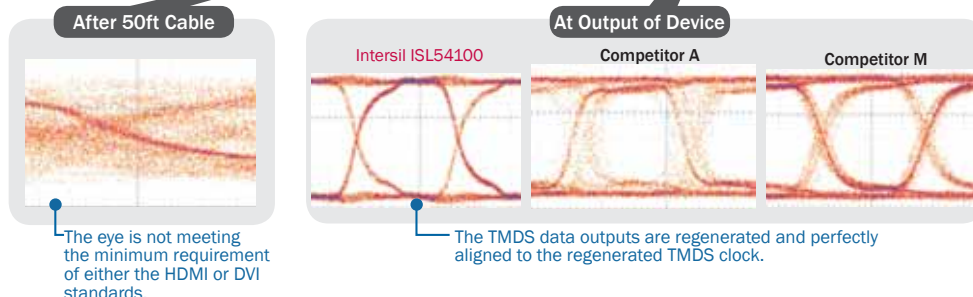 After 50ft Cable
At Output of Device
Intersil ISL54100
Competitor A
Competitor M
The eye is not meeting
the minimum requirement
of either the HDMI or DVI
standards
The TMDS data outputs are regenerated and perfectly
aligned to the regenerated TMDS clock.